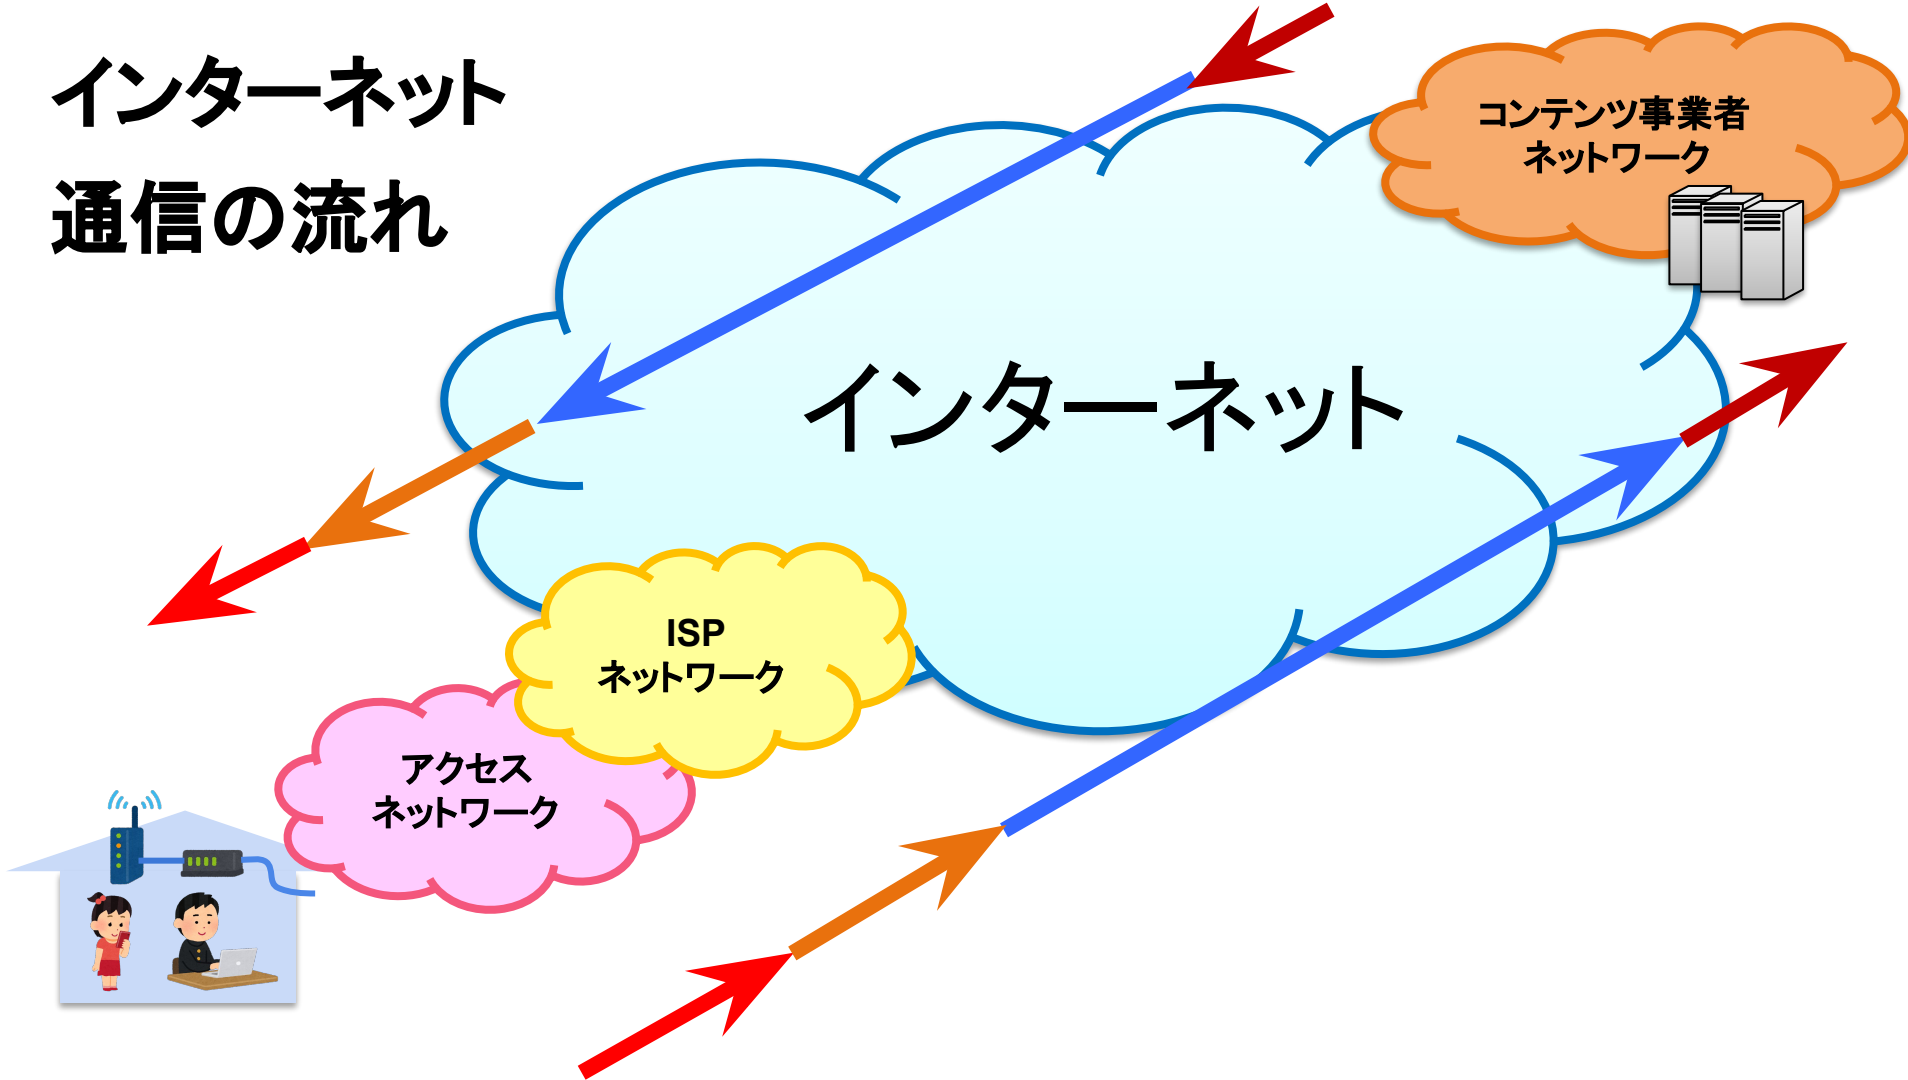 インターネット
通信の流れ
コンテンツ事業者
ネットワーク
インターネット
ISP
ネットワーク
アクセス
ネットワーク